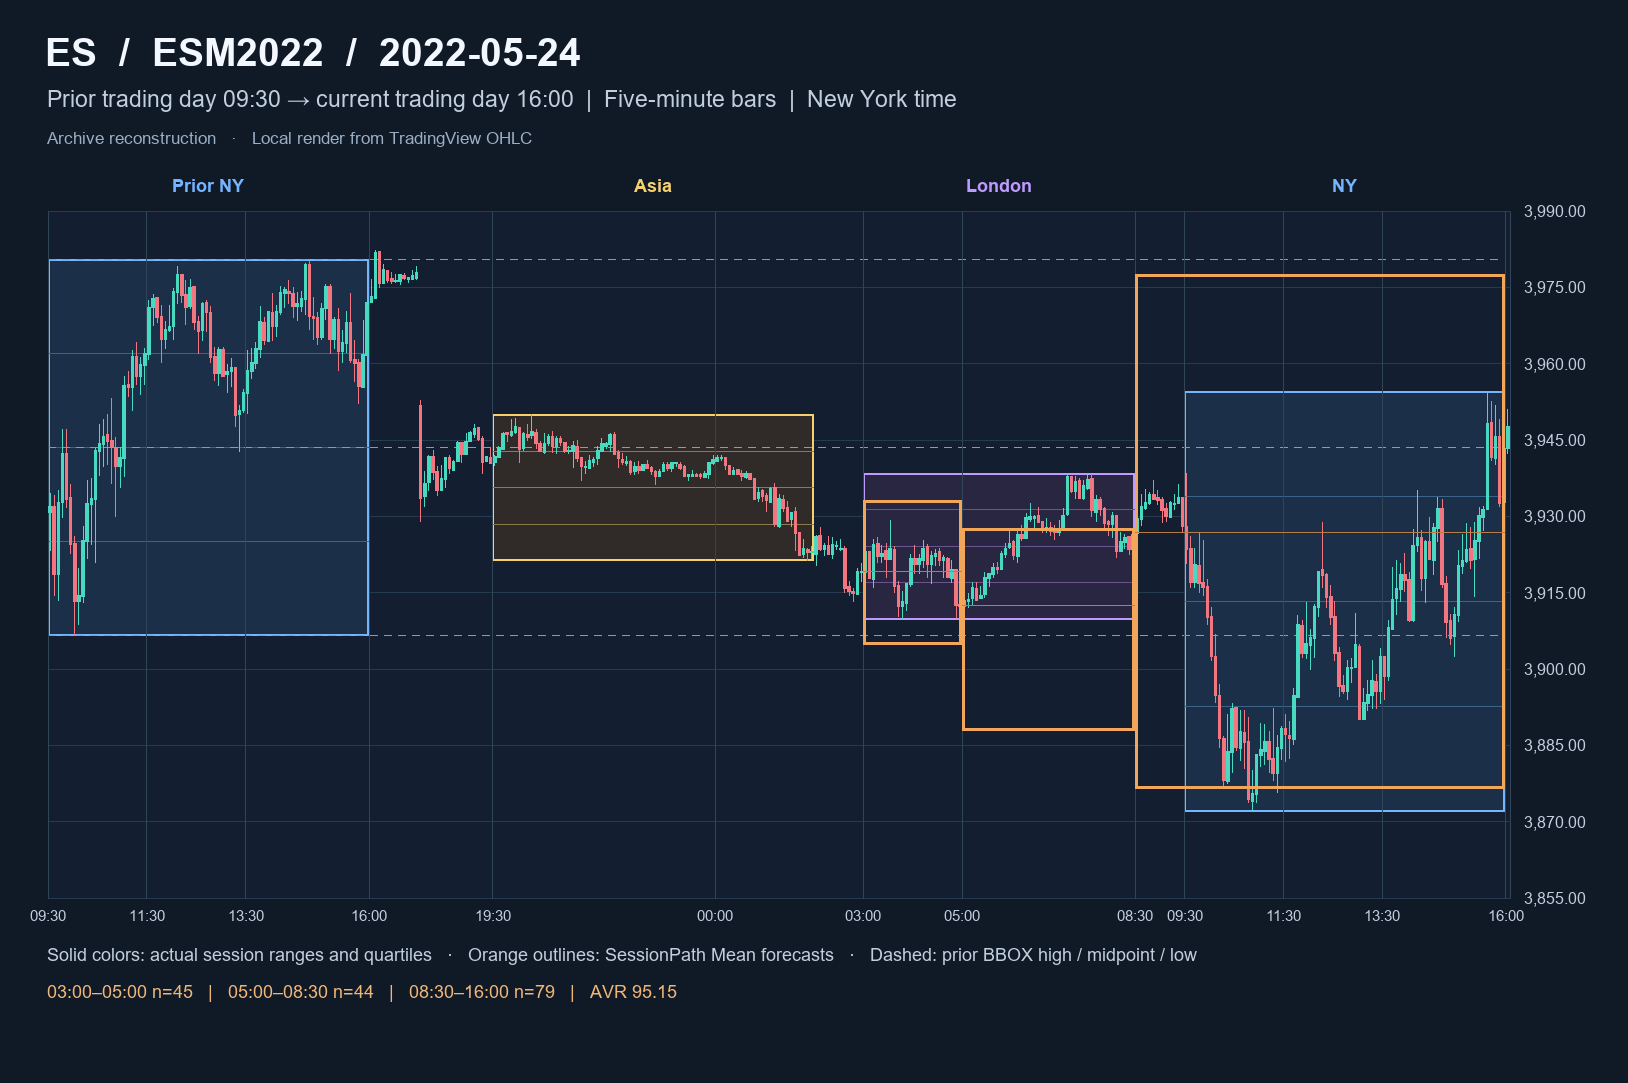 ES / ESM2022 / 2022-05-24
Prior trading day 09:30 → current trading day 16:00 | Five-minute bars | New York time
Archive reconstruction · Local render from TradingView OHLC
Prior NY Asia London NY
3,990.00
3,975.00
3,960.00
3,945.00
3,930.00
3,915.00
3,900.00
3,885.00
3,870.00
3,855.00
09:30 11:30 13:30 16:00 19:30 00:00 03:00 05:00 08:30 09:30 11:30 13:30 16:00
Solid colors: actual session ranges and quartiles · Orange outlines: SessionPath Mean forecasts · Dashed: prior BBOX high / midpoint / low
03:00–05:00 n=45 | 05:00–08:30 n=44 | 08:30–16:00 n=79 | AVR 95.15